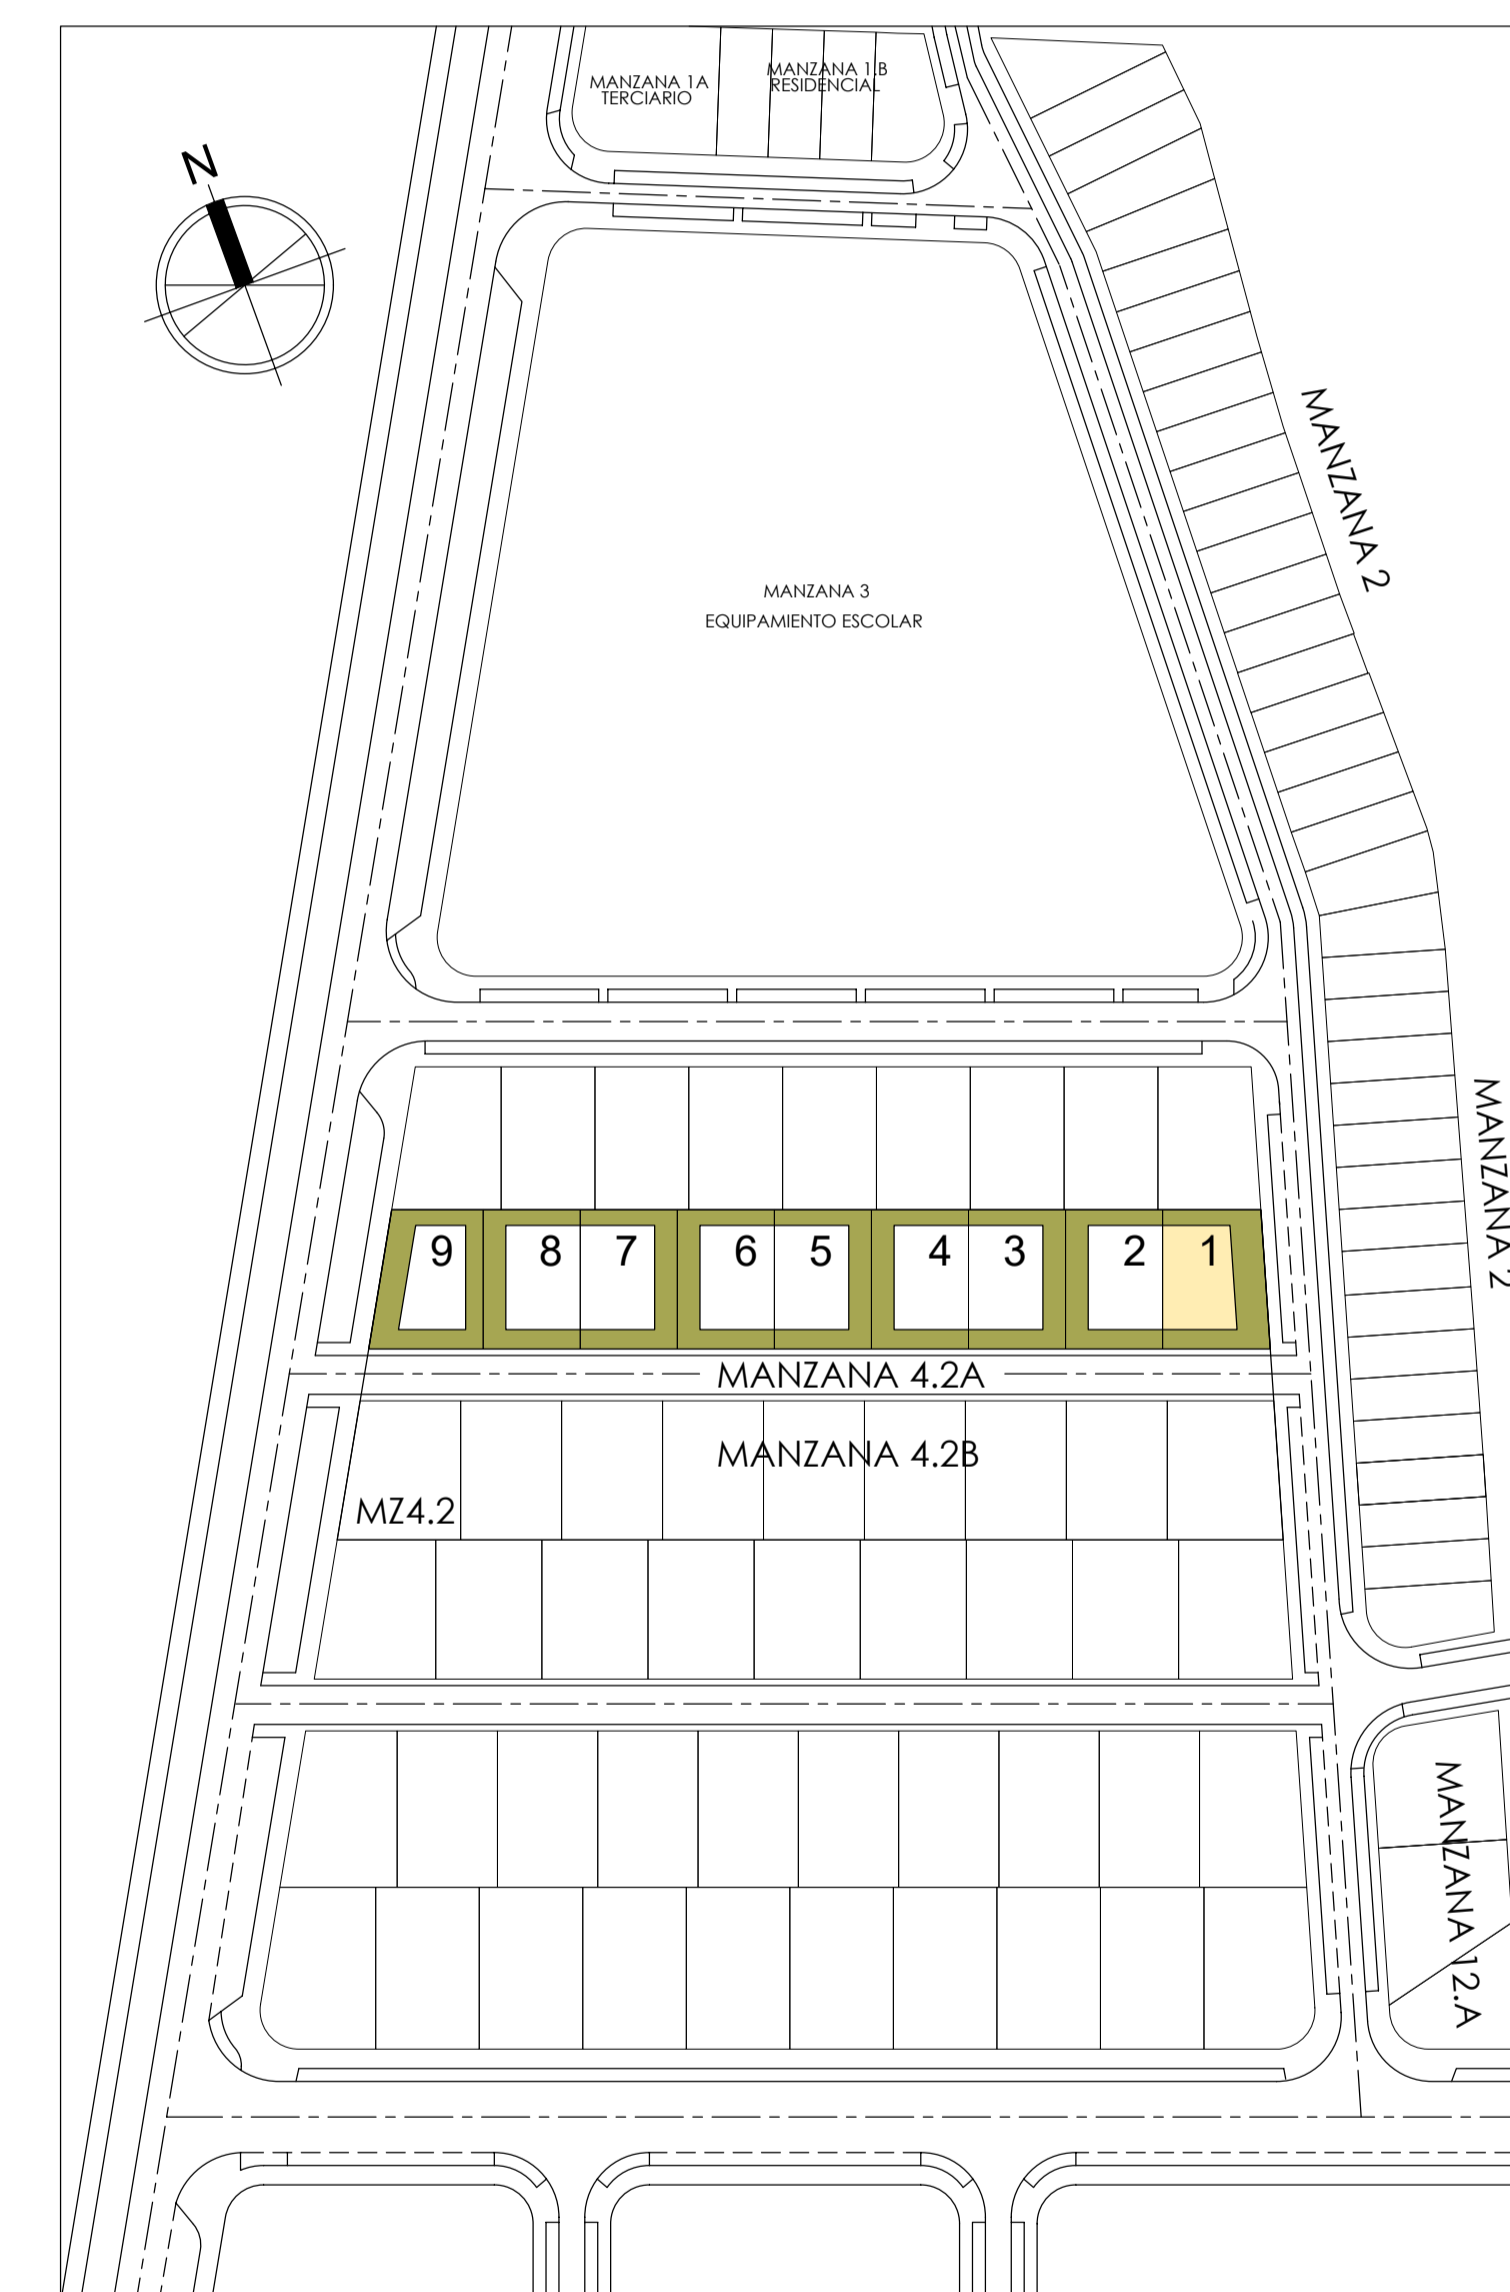 MANZANA 1A
TERCIARIO
MANZANA 1.B
RESIDENCIAL
N
MANZANA 2
MANZANA 3
EQUIPAMIENTO ESCOLAR
MANZANA 2
9 8 7 6 5 4 3 2 1
MANZANA 4.2A
MANZANA 4.2B
MZ4.2
MANZANA 12.A